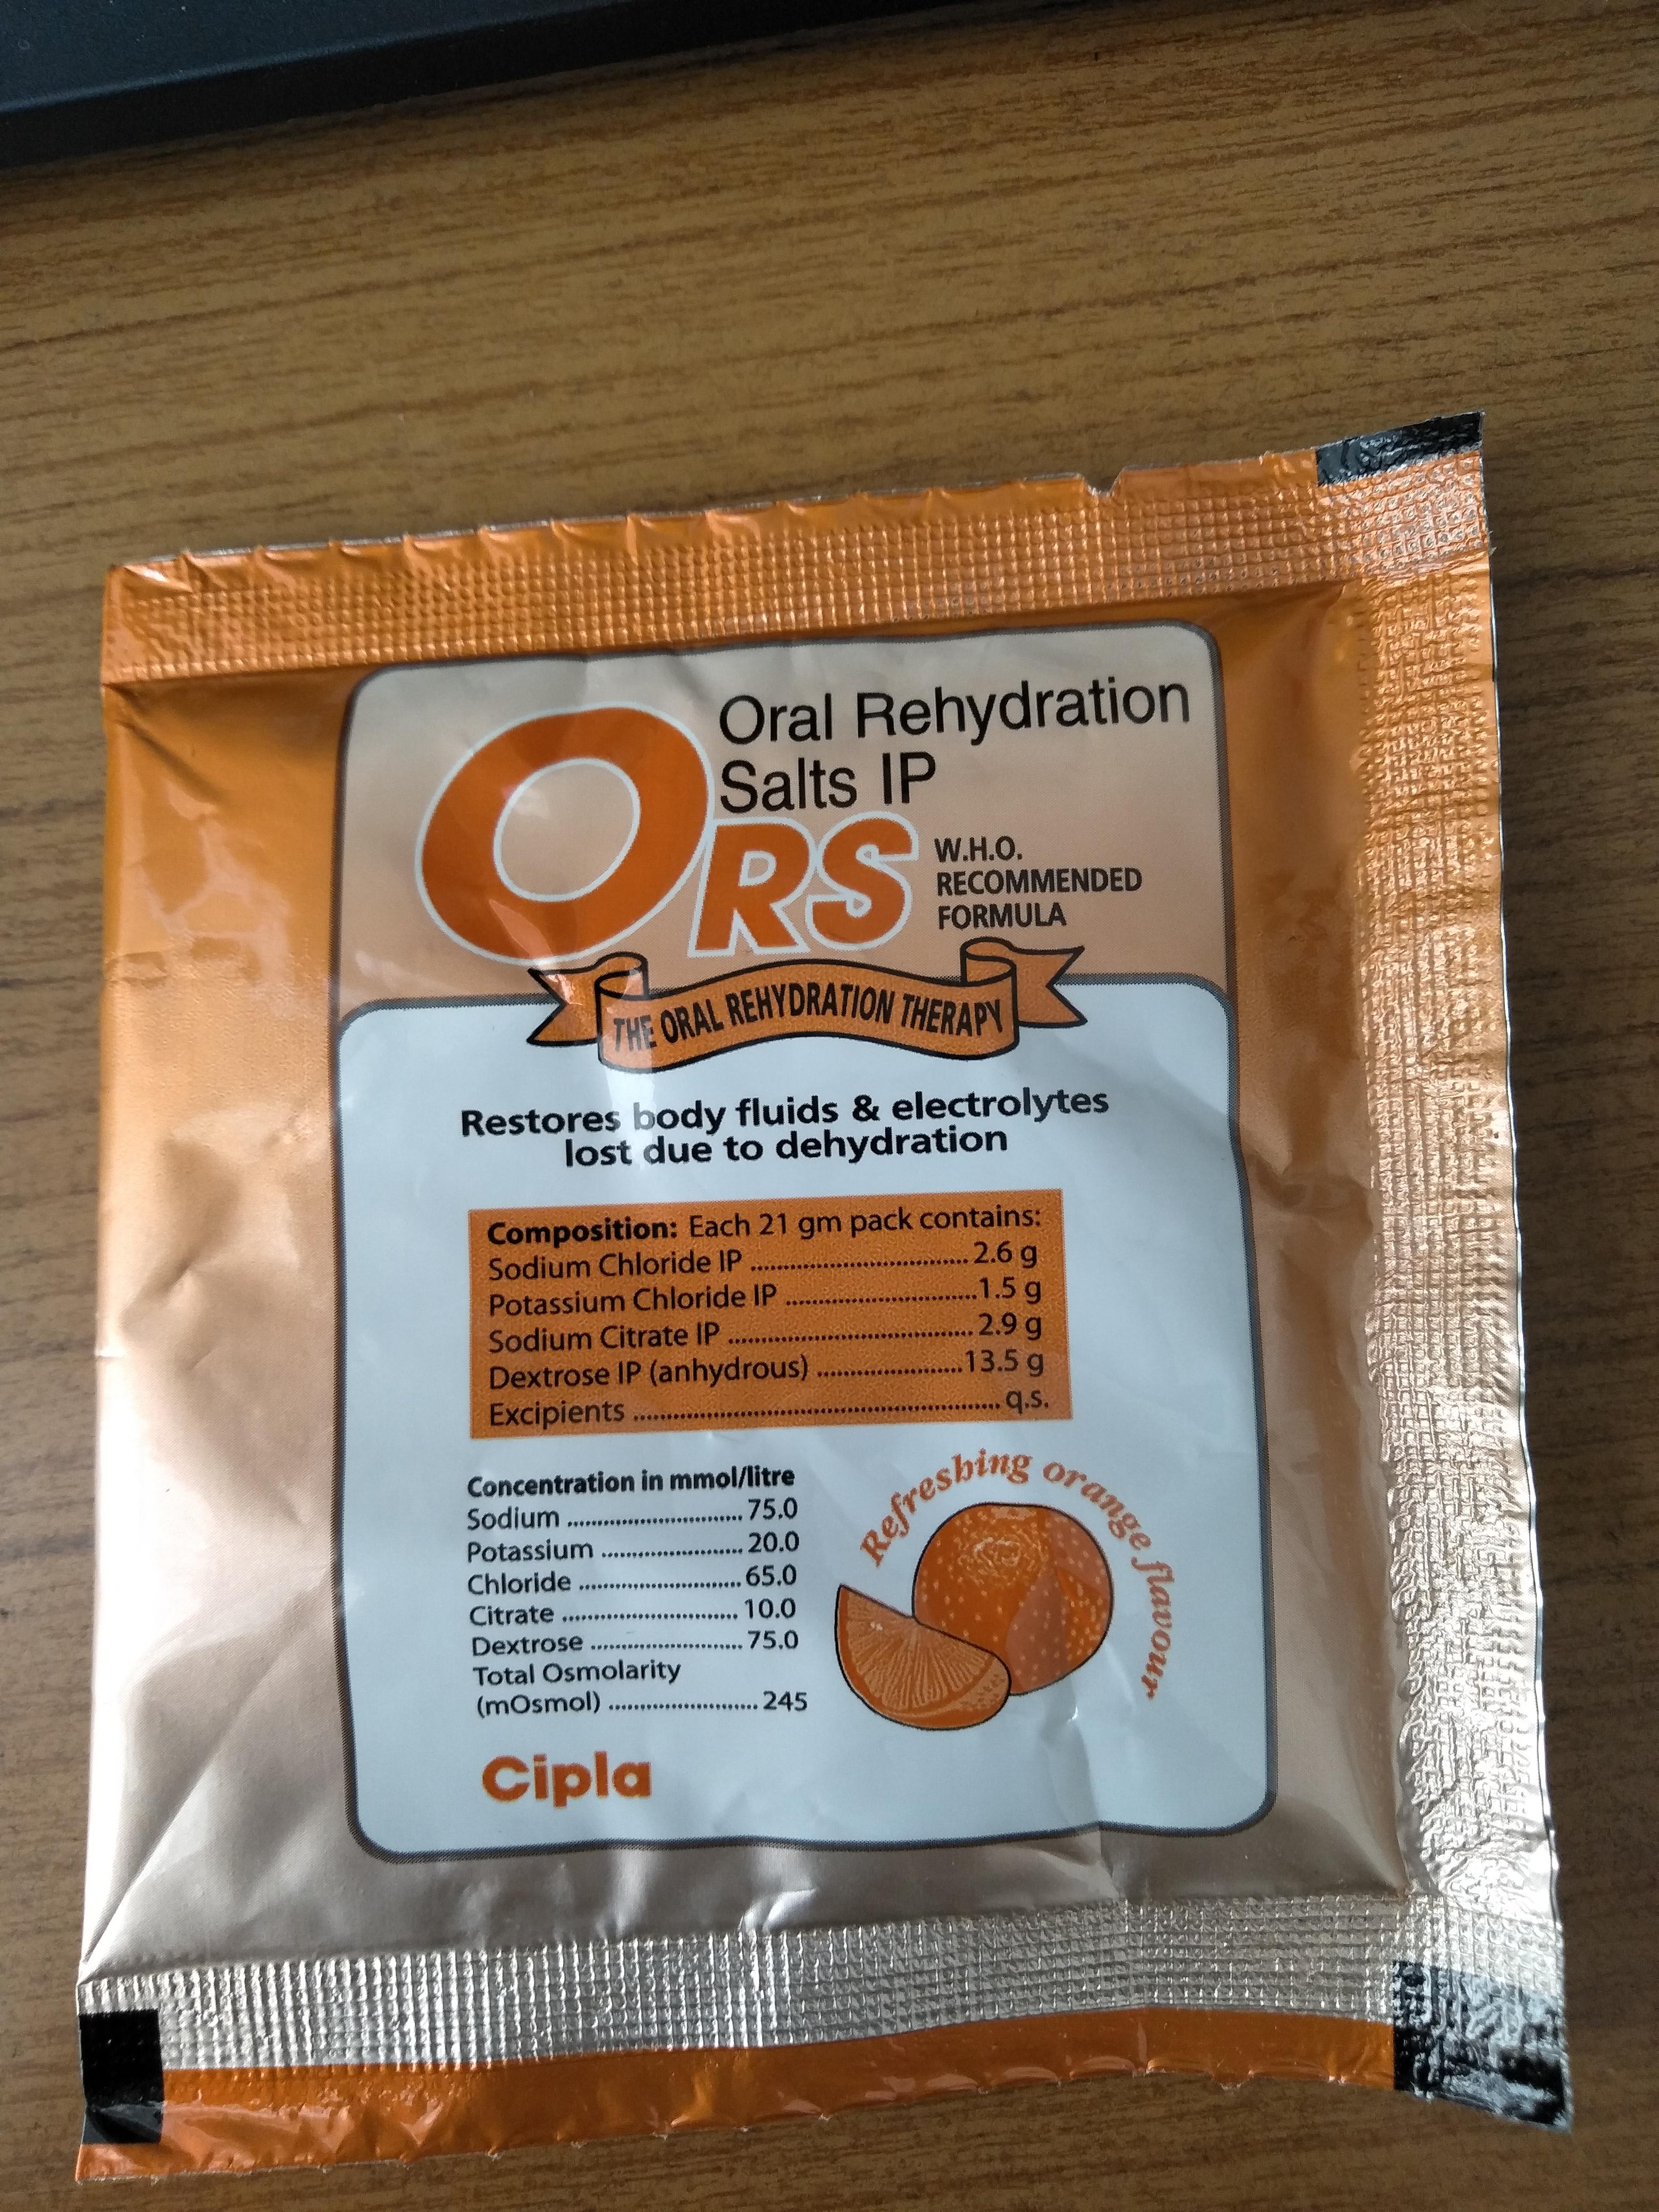 Oral Rehydration
Salts IP
ORS
W.H.O.
RECOMMENDED
FORMULA
THE ORAL REHYDRATION THERAPY
Restores body fluids & electrolytes
lost due to dehydration
Composition: Each 21 gm pack contains:
Sodium Chloride IP ........................................ 2.6 g
Potassium Chloride IP ...................................1.5 g
Sodium Citrate IP ............................................ 2.9 g
Dextrose IP (anhydrous) ..........................13.5 g
Excipients .................................................................. q.s.
Concentration in mmol/litre
Sodium ................................ 75.0
Potassium .......................... 20.0
Chloride .............................. 65.0
Citrate ................................ 10.0
Dextrose ............................ 75.0
Total Osmolarity
(mOsmol) ........................... 245
Refreshing orange flavour
Cipla